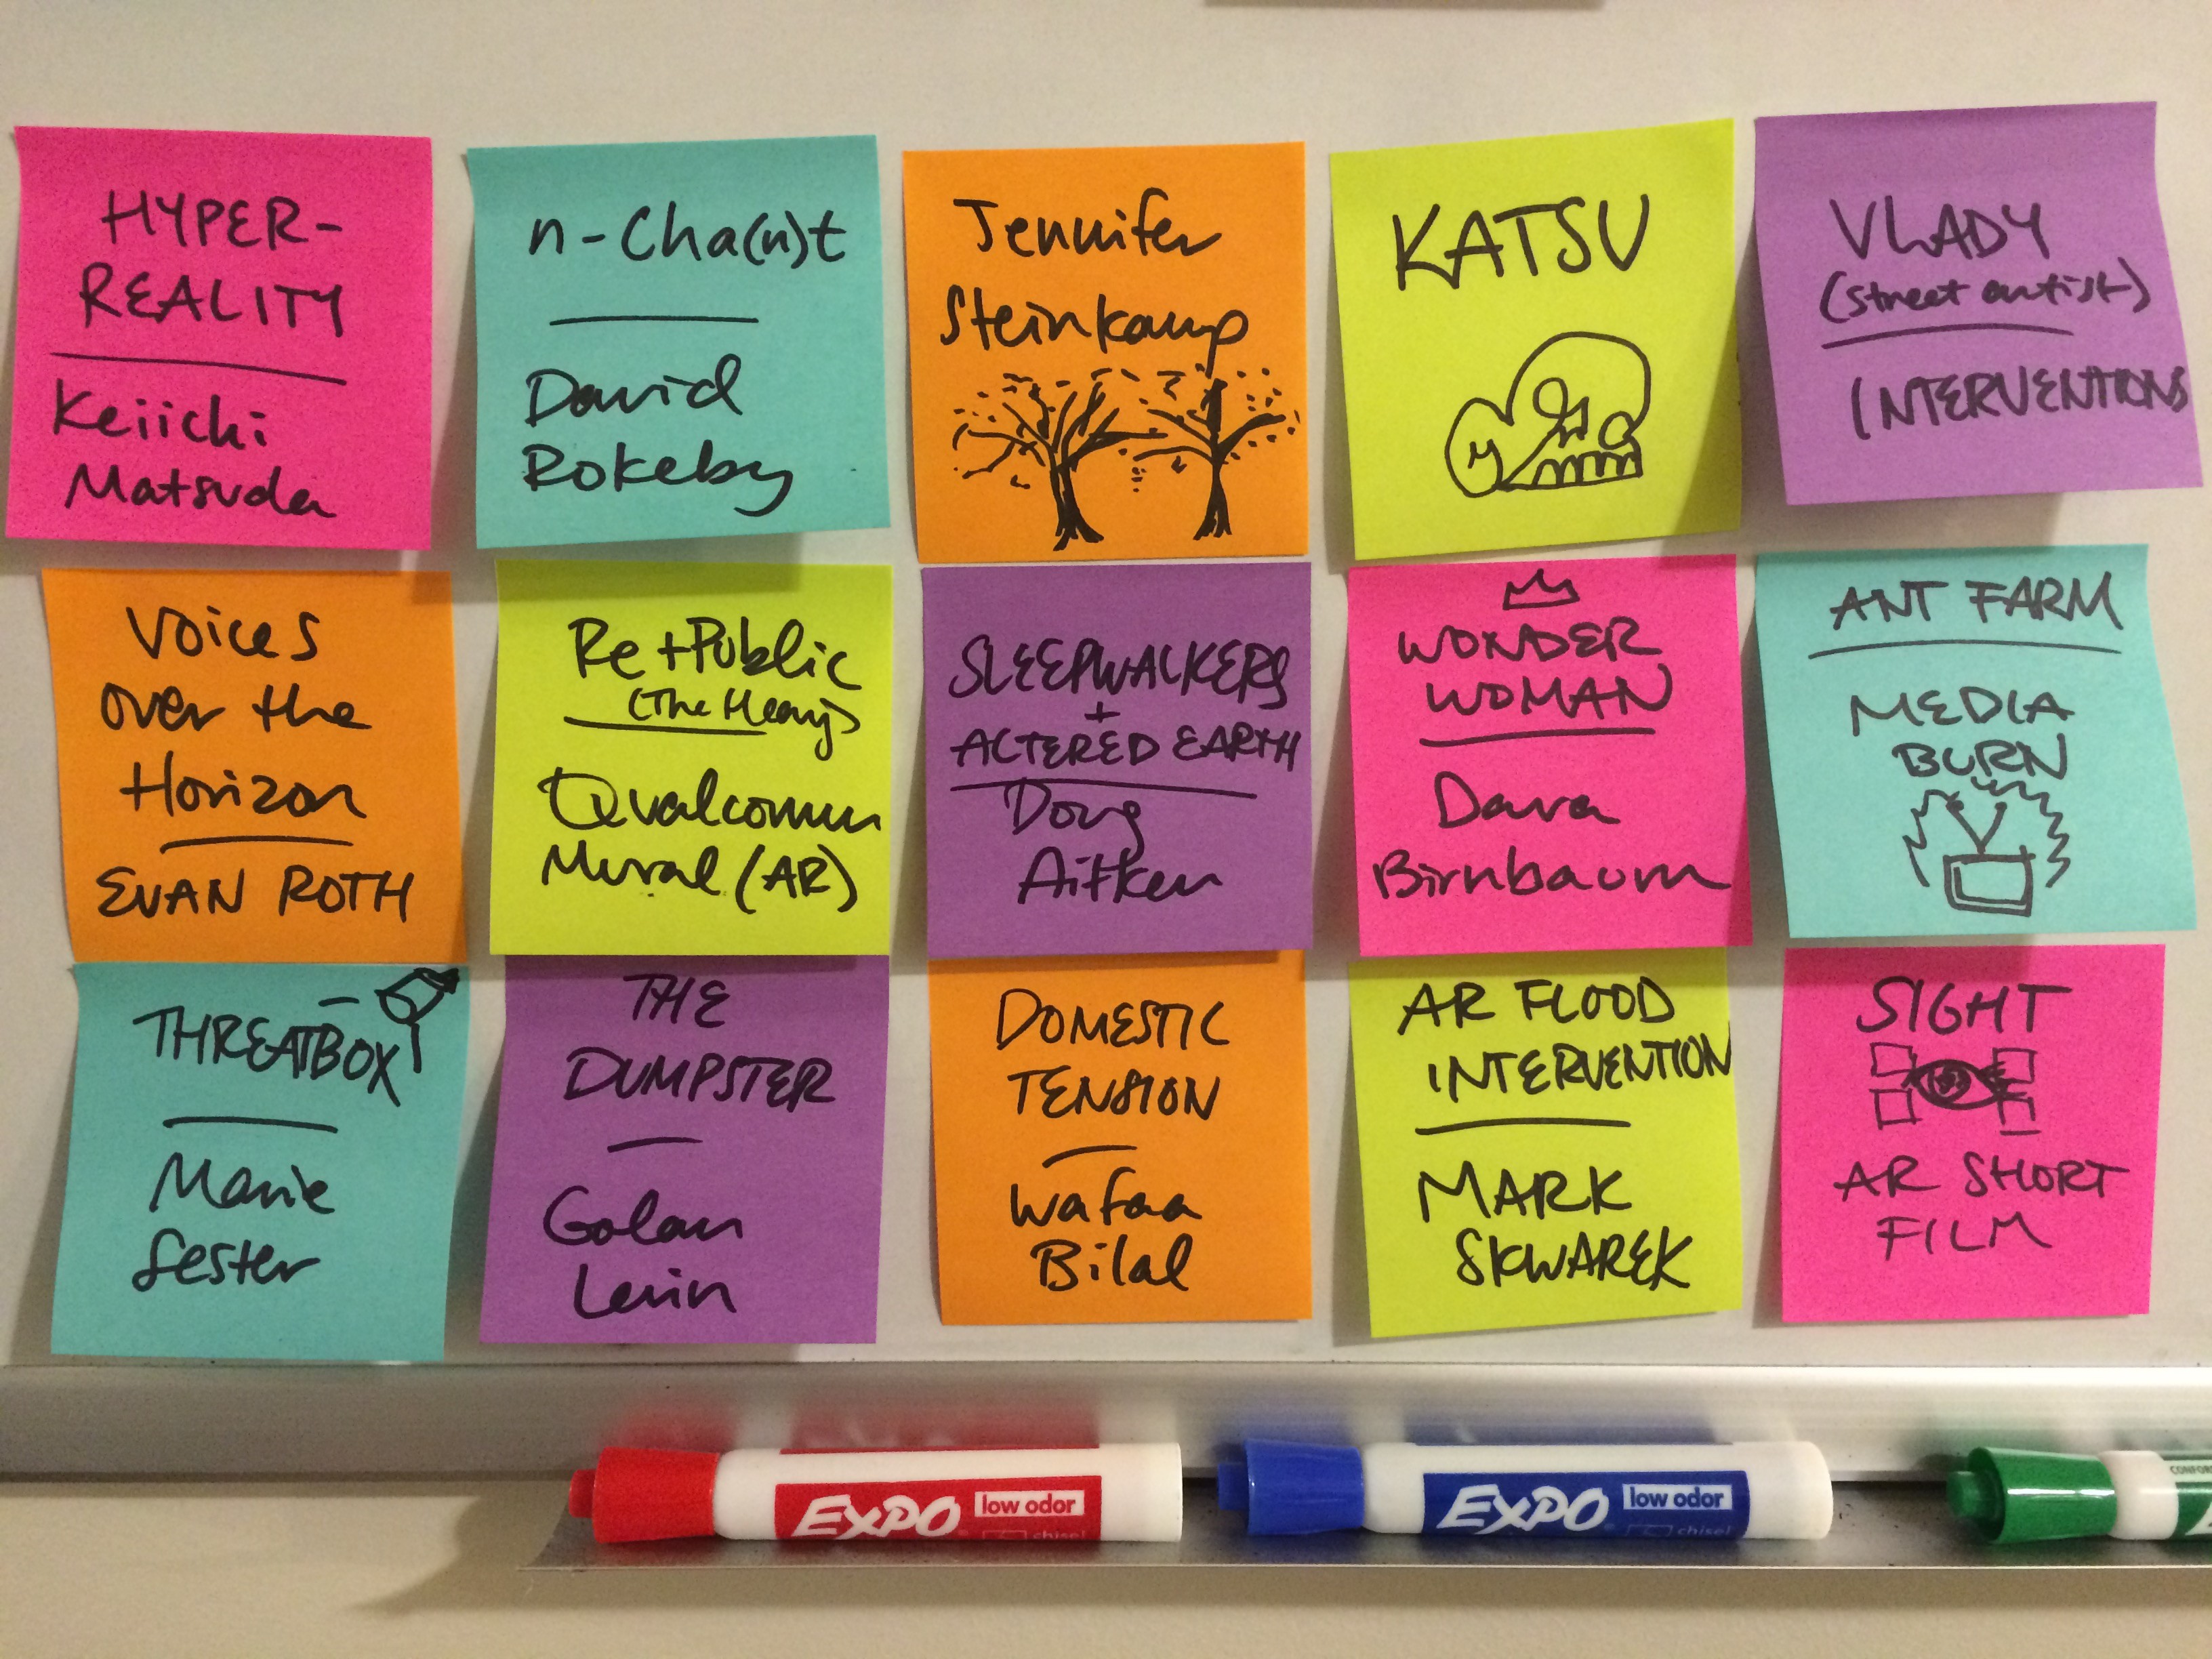 HYPER-
REALITY
Keiichi
Matsuda
n-Cha(n)t
David
Rokeby
Jennifer
Steinkamp
KATSU
VLADY
(street artist)
INTERVENTIONS
Voices
over the
Horizon
EVAN ROTH
Re+Public
(The Heavy)
Qualcomm
Mural (AR)
SLEEPWALKERS
+
ALTERED EARTH
Doug
Aitken
WONDER
WOMAN
Dara
Birnbaum
ANT FARM
MEDIA
BURN
THREATBOX
Marie
Sester
THE
DUMPSTER
Golan
Levin
DOMESTIC
TENSION
Wafaa
Bilal
AR FLOOD
INTERVENTION
MARK
SKWAREK
SIGHT
AR SHORT
FILM
EXPO low odor
chisel
EXPO low odor
chisel